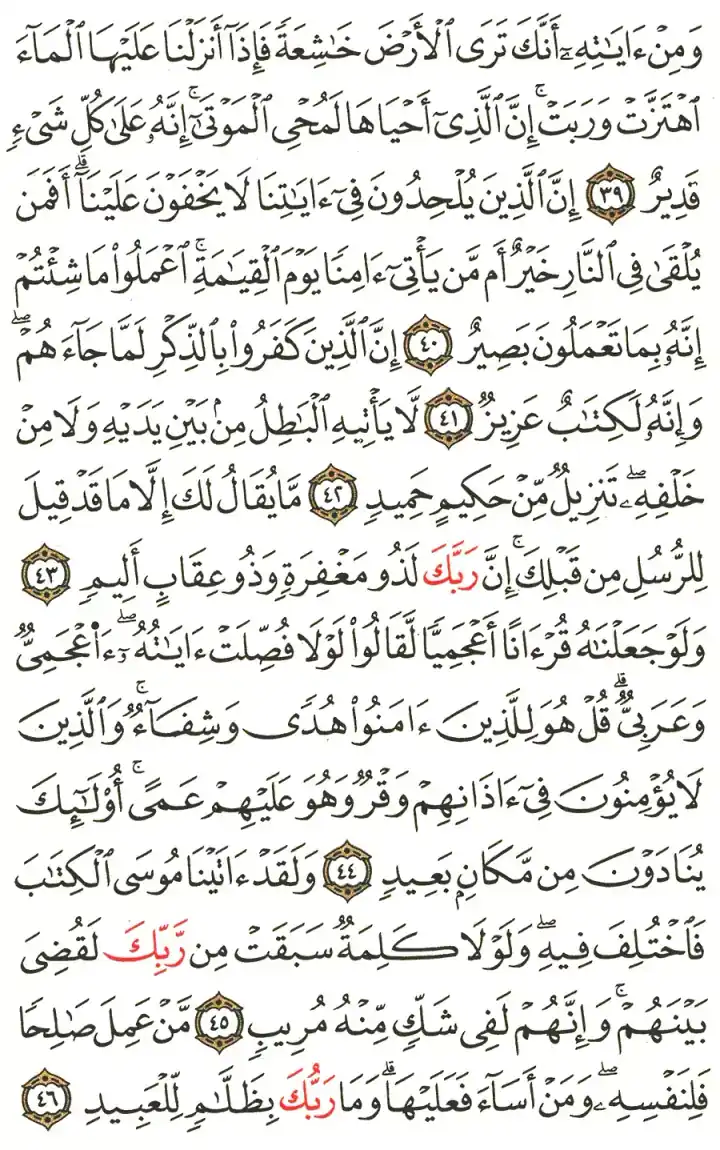 وَمِنْ ءَايَٰتِهِۦٓ أَنَّكَ تَرَى ٱلْأَرْضَ خَٰشِعَةً فَإِذَآ أَنزَلْنَا عَلَيْهَا ٱلْمَآءَ
ٱهْتَزَّتْ وَرَبَتْ ۚ إِنَّ ٱلَّذِىٓ أَحْيَاهَا لَمُحْىِ ٱلْمَوْتَىٰٓ ۚ إِنَّهُۥ عَلَىٰ كُلِّ شَىْءٍ
قَدِيرٌ ٣٩ إِنَّ ٱلَّذِينَ يُلْحِدُونَ فِىٓ ءَايَٰتِنَا لَا يَخْفَوْنَ عَلَيْنَآ ۗ أَفَمَن
يُلْقَىٰ فِى ٱلنَّارِ خَيْرٌ أَم مَّن يَأْتِىٓ ءَامِنًا يَوْمَ ٱلْقِيَٰمَةِ ۚ ٱعْمَلُوا۟ مَا شِئْتُمْ
إِنَّهُۥ بِمَا تَعْمَلُونَ بَصِيرٌ ٤٠ إِنَّ ٱلَّذِينَ كَفَرُوا۟ بِٱلذِّكْرِ لَمَّا جَآءَهُمْ ۖ
وَإِنَّهُۥ لَكِتَٰبٌ عَزِيزٌ ٤١ لَّا يَأْتِيهِ ٱلْبَٰطِلُ مِنۢ بَيْنِ يَدَيْهِ وَلَا مِنْ
خَلْفِهِۦ ۖ تَنزِيلٌ مِّنْ حَكِيمٍ حَمِيدٍ ٤٢ مَّا يُقَالُ لَكَ إِلَّا مَا قَدْ قِيلَ
لِلرُّسُلِ مِن قَبْلِكَ ۚ إِنَّ رَبَّكَ لَذُو مَغْفِرَةٍ وَذُو عِقَابٍ أَلِيمٍ ٤٣
وَلَوْ جَعَلْنَٰهُ قُرْءَانًا أَعْجَمِيًّا لَّقَالُوا۟ لَوْلَا فُصِّلَتْ ءَايَٰتُهُۥٓ ۖ ءَا۬عْجَمِىٌّ
وَعَرَبِىٌّ ۗ قُلْ هُوَ لِلَّذِينَ ءَامَنُوا۟ هُدًى وَشِفَآءٌ ۚ وَٱلَّذِينَ
لَا يُؤْمِنُونَ فِىٓ ءَاذَانِهِمْ وَقْرٌ وَهُوَ عَلَيْهِمْ عَمًى ۚ أُو۟لَٰٓئِكَ
يُنَادَوْنَ مِن مَّكَانٍۭ بَعِيدٍ ٤٤ وَلَقَدْ ءَاتَيْنَا مُوسَى ٱلْكِتَٰبَ
فَٱخْتُلِفَ فِيهِ ۖ وَلَوْلَا كَلِمَةٌ سَبَقَتْ مِن رَّبِّكَ لَقُضِىَ
بَيْنَهُمْ ۚ وَإِنَّهُمْ لَفِى شَكٍّ مِّنْهُ مُرِيبٍ ٤٥ مَّنْ عَمِلَ صَٰلِحًا
فَلِنَفْسِهِۦ ۖ وَمَنْ أَسَآءَ فَعَلَيْهَا ۗ وَمَا رَبُّكَ بِظَلَّٰمٍ لِّلْعَبِيدِ ٤٦